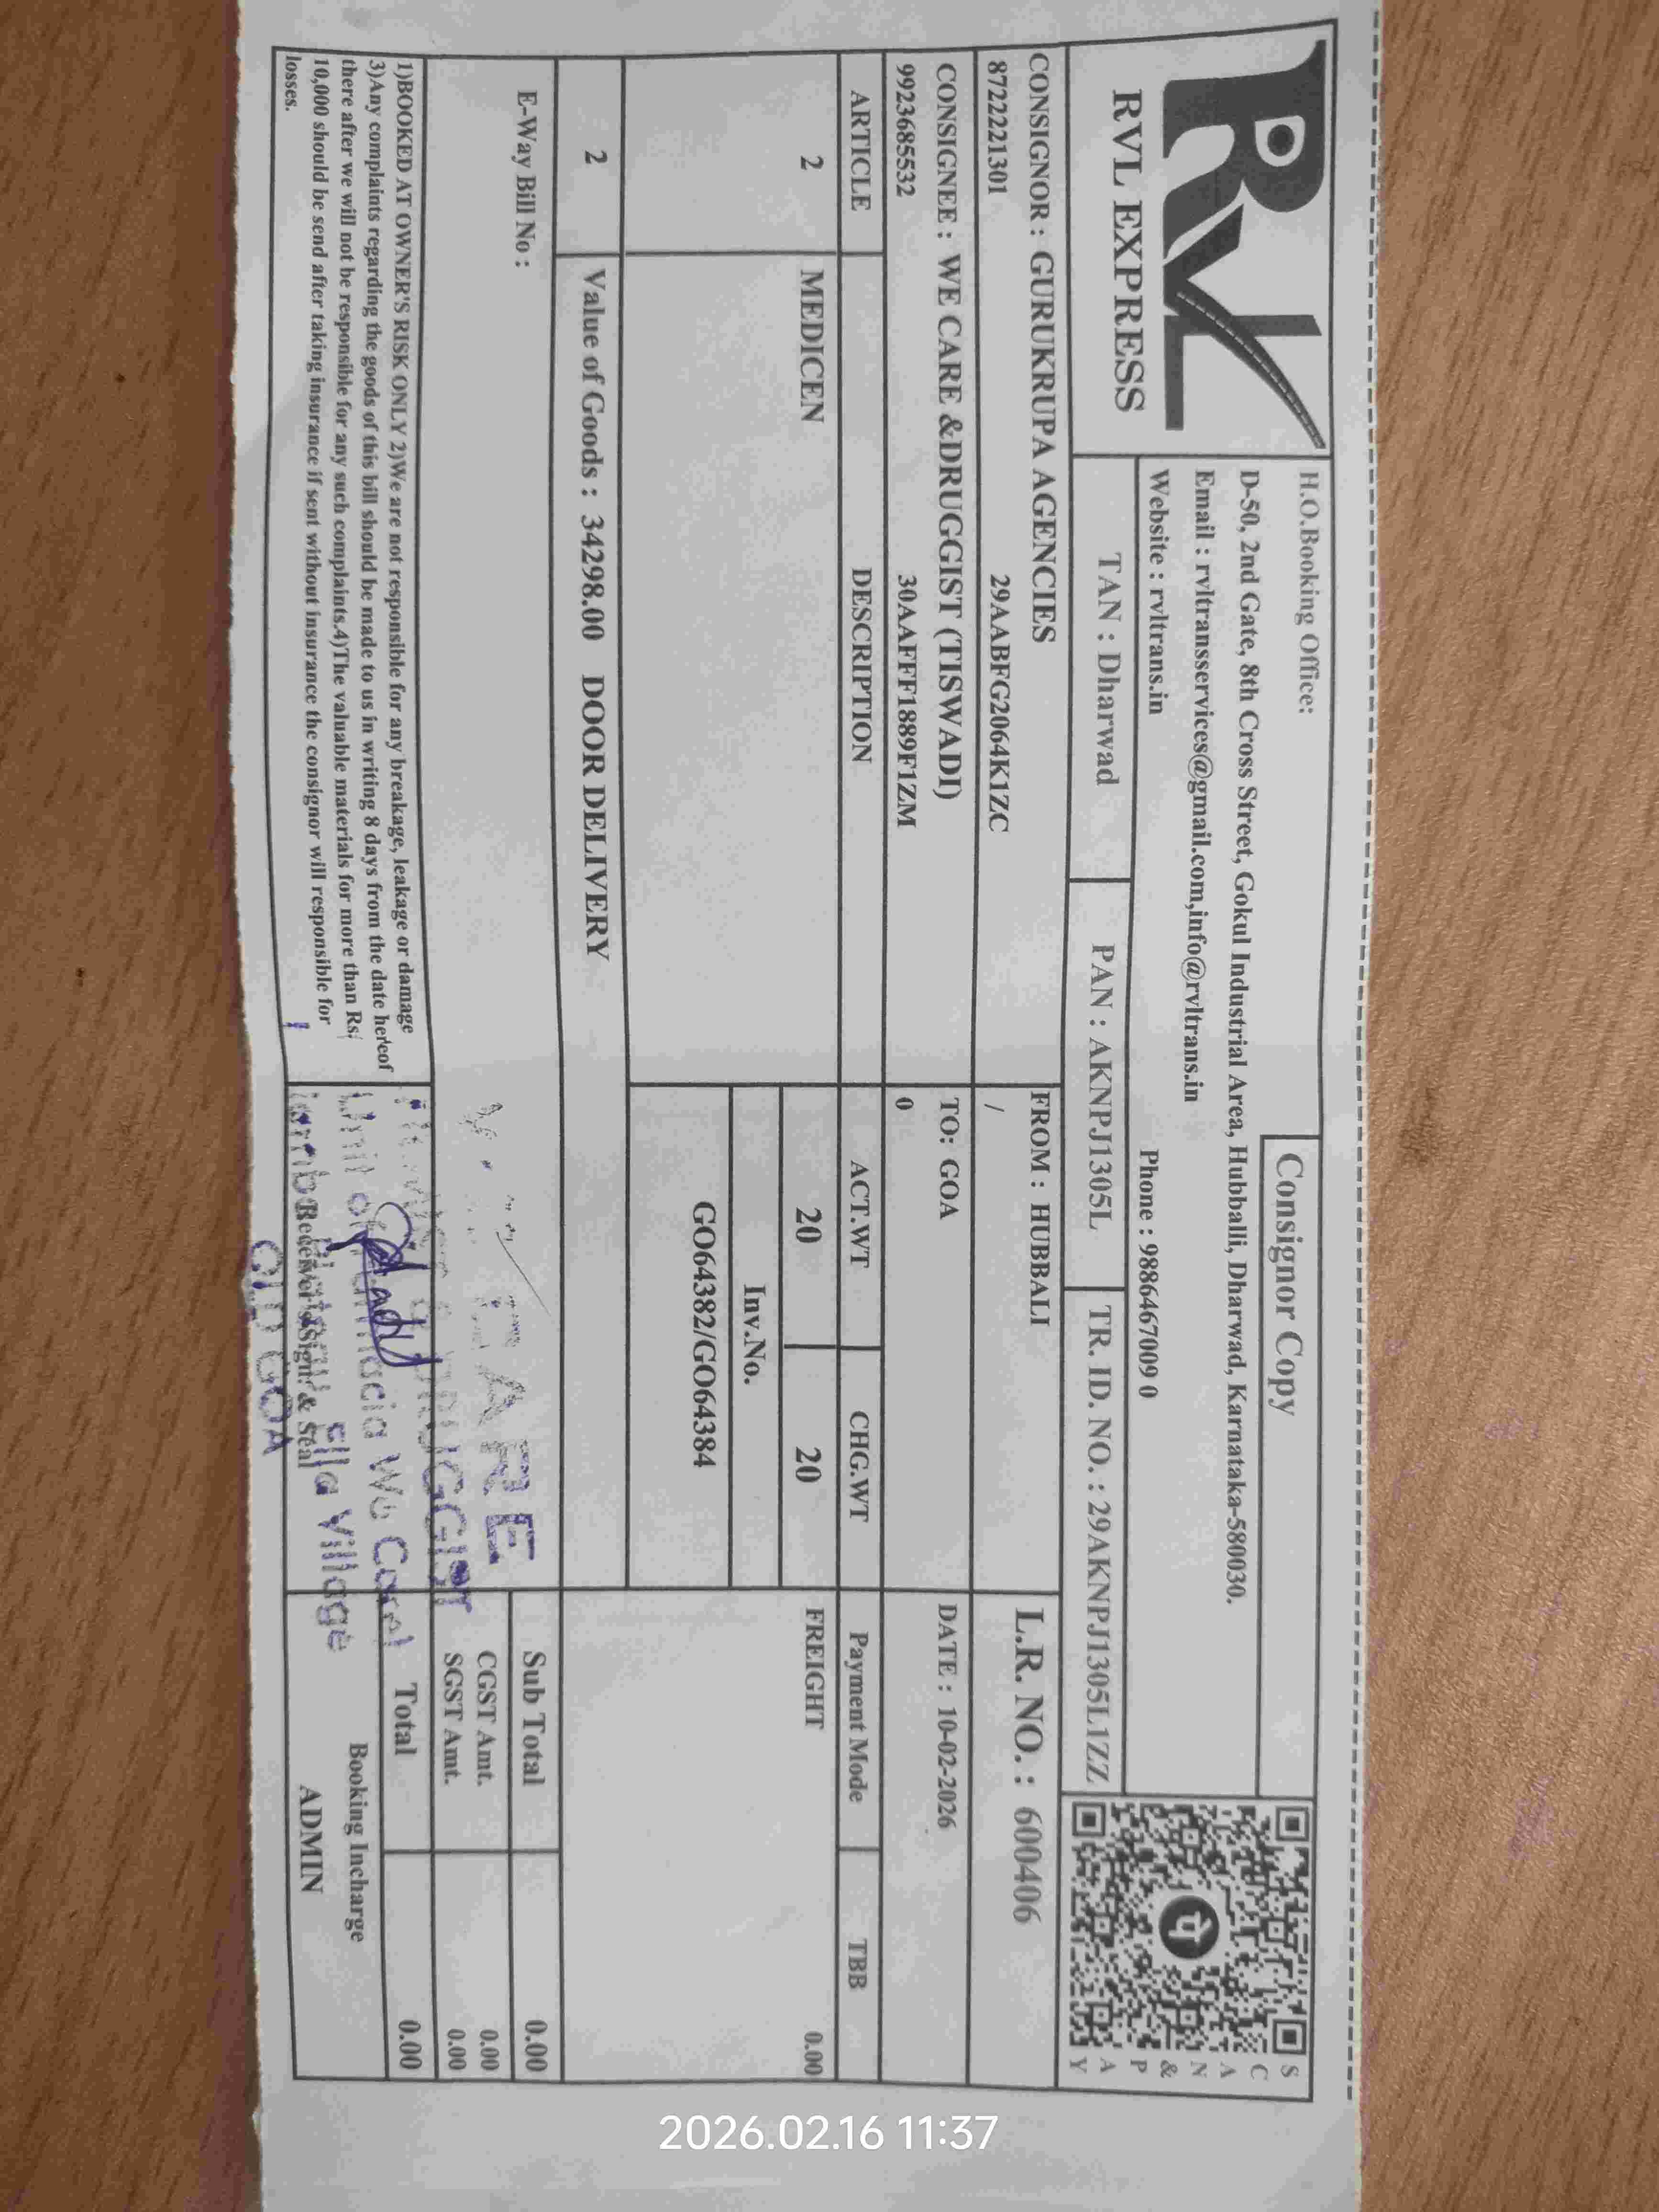 RVL
RVL EXPRESS
H.O.Booking Office:
Consignor Copy
D-50, 2nd Gate, 8th Cross Street, Gokul Industrial Area, Hubballi, Dharwad, Karnataka-580030.
Email : rvltransservices@gmail.com,info@rvltrans.in
Website : rvltrans.in
Phone : 9886467009 0
SCAN & PAY
TAN : Dharwad
PAN : AKNPJ1305L
TR. ID. NO. : 29AKNPJ1305L1ZZ
CONSIGNOR : GURUKRUPA AGENCIES
FROM : HUBBALI
L.R. NO. : 600406
8722221301 29AABFG2064K1ZC
/
CONSIGNEE : WE CARE &DRUGGIST (TISWADI)
TO: GOA
DATE : 10-02-2026
9923685532 30AAFFF1889F1ZM
0
ARTICLE DESCRIPTION ACT.WT CHG.WT Payment Mode TBB
2 MEDICEN 20 20 FREIGHT 0.00
Inv.No.
GO64382/GO64384
2 Value of Goods : 34298.00 DOOR DELIVERY
E-Way Bill No :
Sub Total 0.00
CGST Amt. 0.00
SGST Amt. 0.00
Total 0.00
1)BOOKED AT OWNER'S RISK ONLY 2)We are not responsible for any breakage, leakage or damage
3)Any complaints regarding the goods of this bill should be made to us in writing 8 days from the date hereof
there after we will not be responsible for any such complaints.4)The valuable materials for more than Rs.
10,000 should be send after taking insurance if sent without insurance the consignor will responsible for
losses.
CARE
DRUGGIST
Unit of We Care
Village
OLD GOA
Receiver's Sign. & Seal
Booking Incharge
ADMIN
2026.02.16 11:37